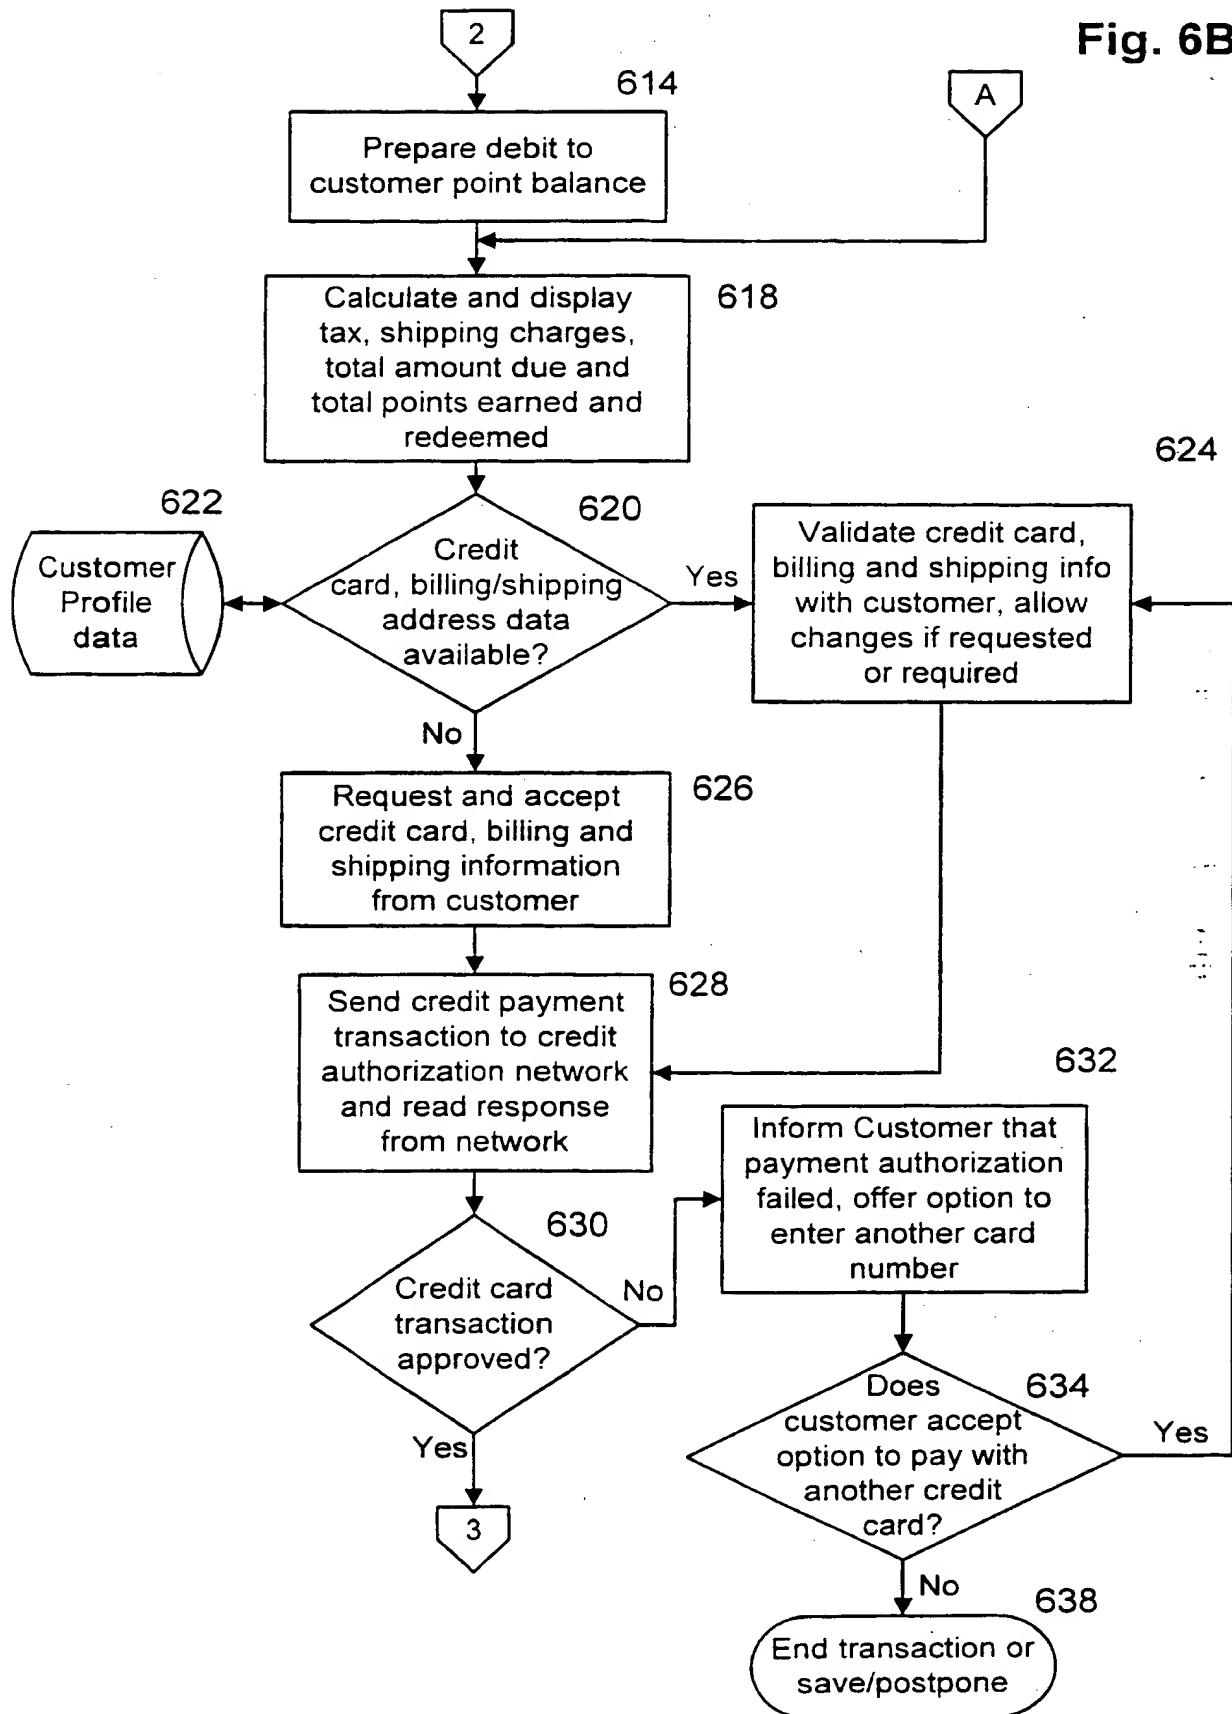 Fig. 6B
2
614
A
Prepare debit to
customer point balance
Calculate and display
tax, shipping charges,
total amount due and
total points earned and
redeemed
618
622
Customer
Profile
data
620
Credit
card, billing/shipping
address data
available?
Yes
No
624
Validate credit card,
billing and shipping info
with customer, allow
changes if requested
or required
Request and accept
credit card, billing and
shipping information
from customer
626
Send credit payment
transaction to credit
authorization network
and read response
from network
628
630
Credit card
transaction
approved?
No
Yes
3
632
Inform Customer that
payment authorization
failed, offer option to
enter another card
number
634
Does
customer accept
option to pay with
another credit
card?
Yes
No
638
End transaction or
save/postpone